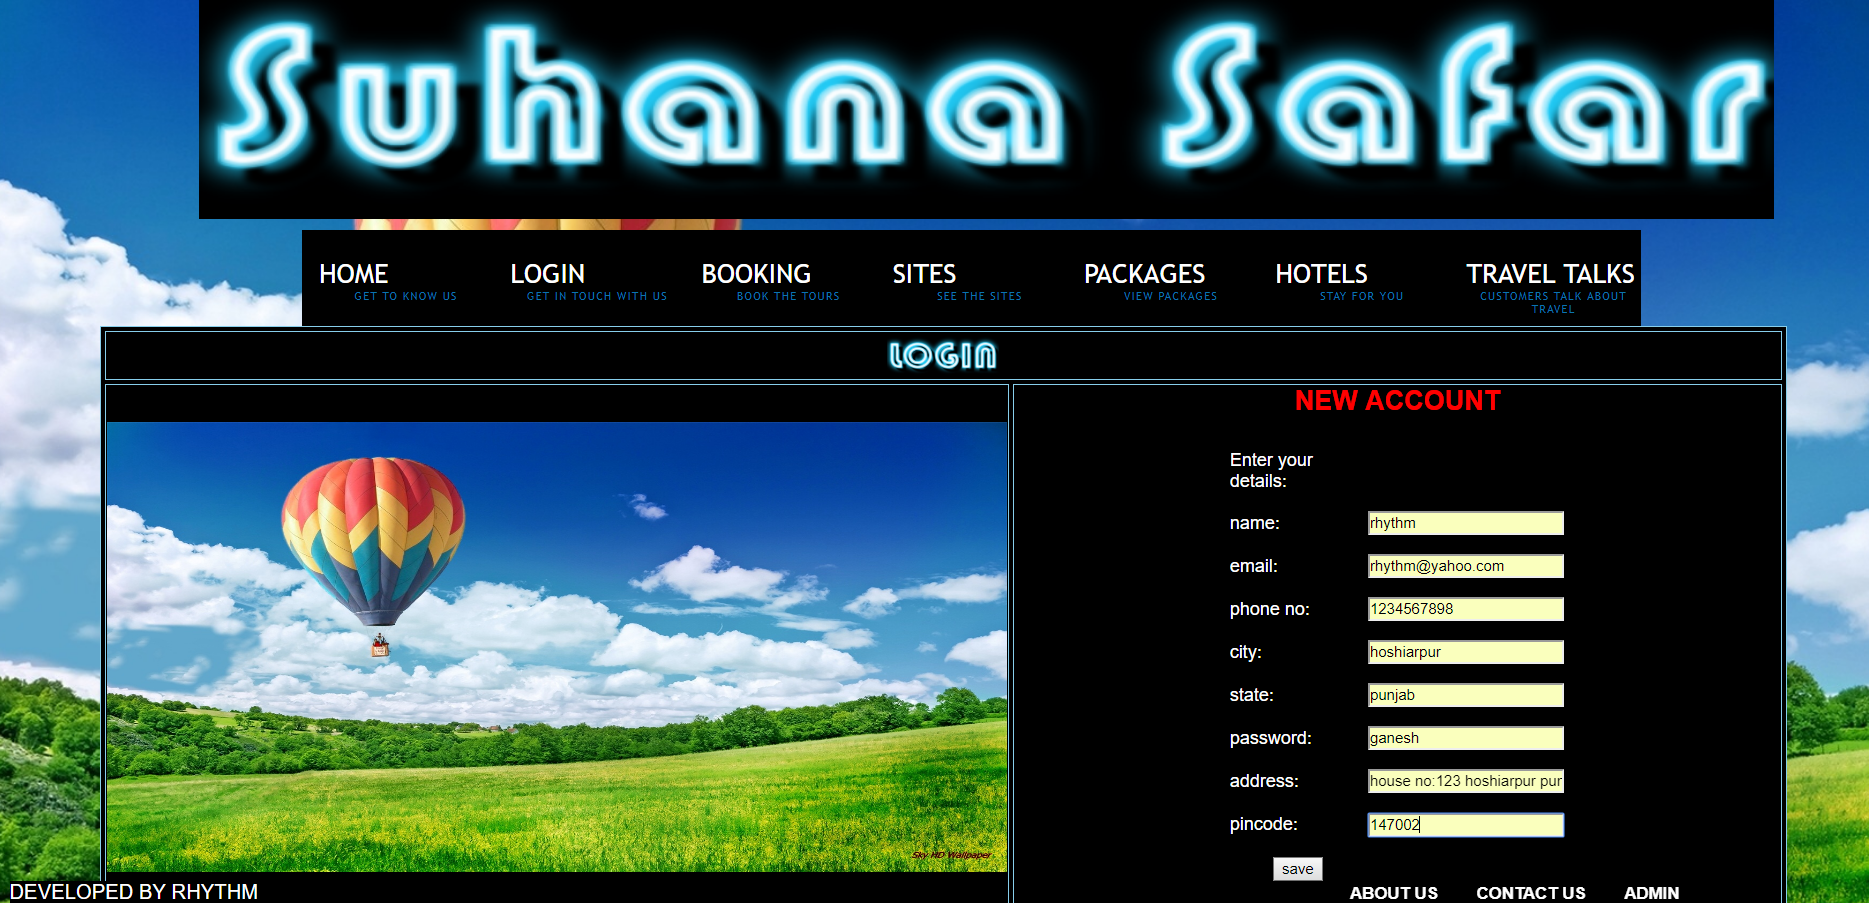 Suhana Safar
HOME LOGIN BOOKING SITES PACKAGES HOTELS TRAVEL TALKS
GET TO KNOW US GET IN TOUCH WITH US BOOK THE TOURS SEE THE SITES VIEW PACKAGES STAY FOR YOU CUSTOMERS TALK ABOUT
TRAVEL
LOGIN
NEW ACCOUNT
Enter your
details:
name: rhythm
email: rhythm@yahoo.com
phone no: 1234567898
city: hoshiarpur
state: punjab
password: ganesh
address: house no:123 hoshiarpur pur
pincode: 147002
Sky HD Wallpaper
save
DEVELOPED BY RHYTHM
ABOUT US CONTACT US ADMIN